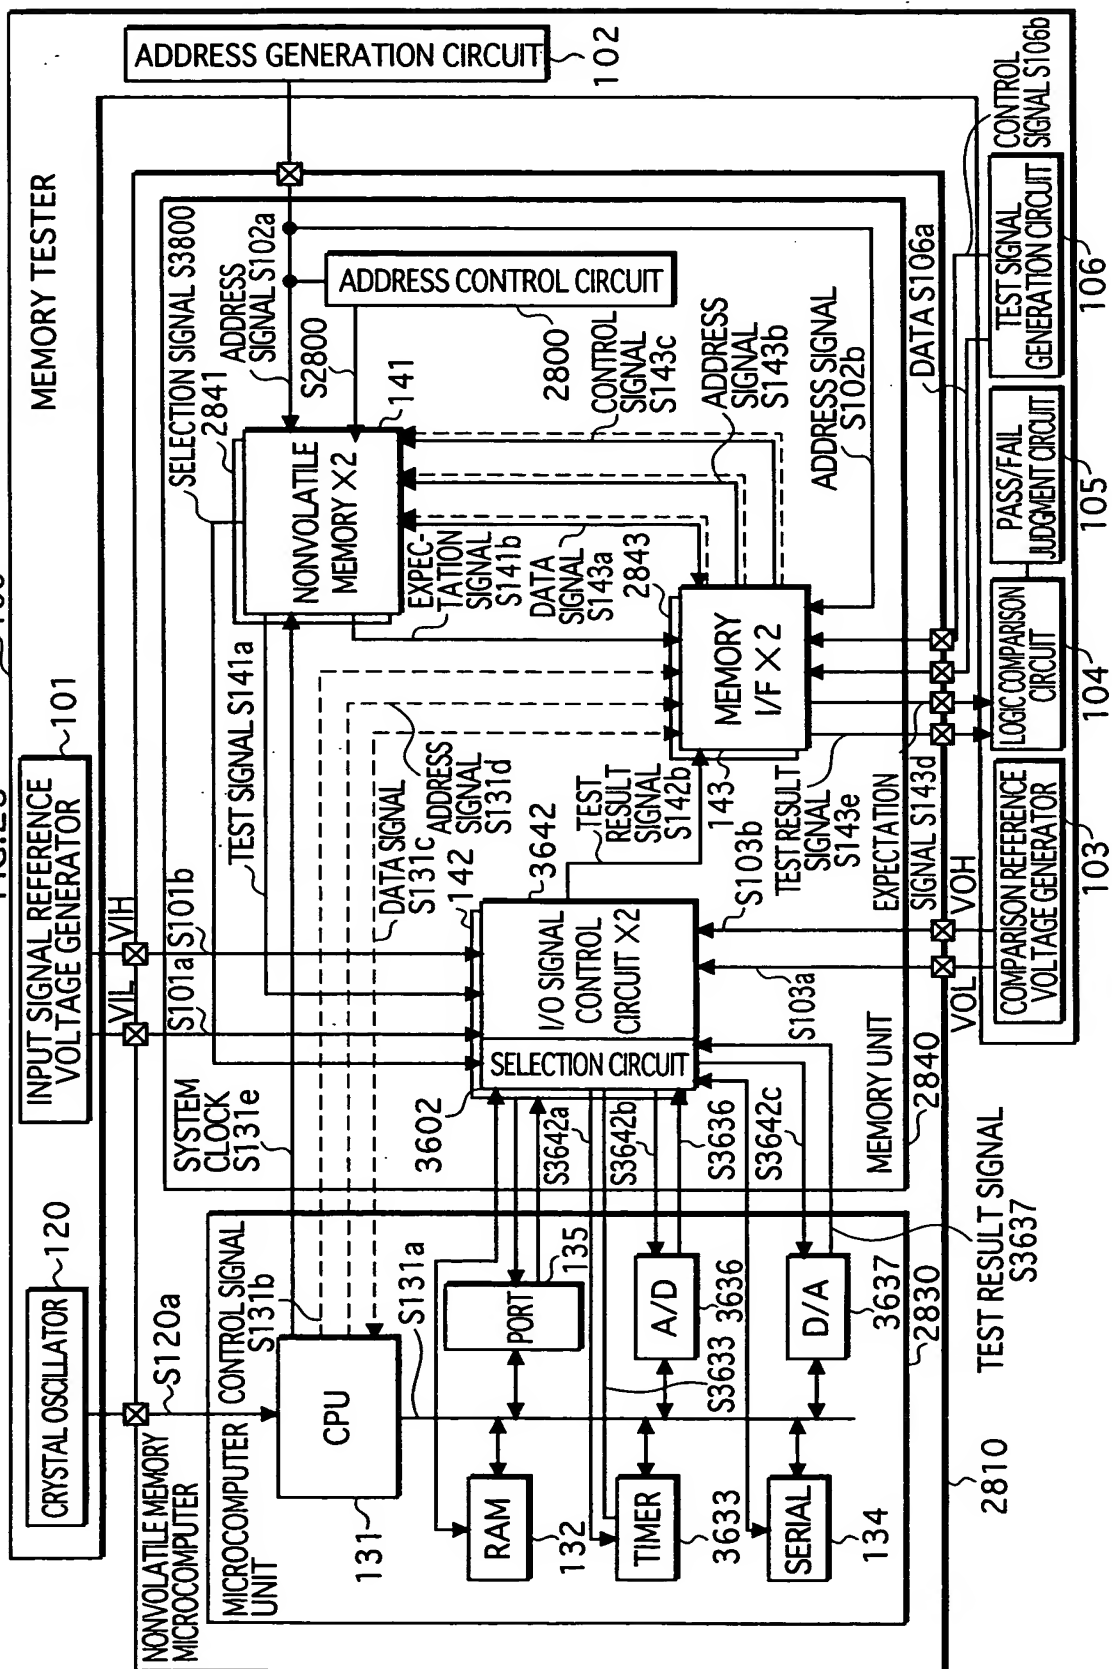 MEMORY TESTER
CRYSTAL OSCILLATOR
120
INPUT SIGNAL REFERENCE
VOLTAGE GENERATOR
101
ADDRESS GENERATION CIRCUIT
102
NONVOLATILE MEMORY
MICROCOMPUTER
S120a
VIL
VIH
S101a
S101b
MICROCOMPUTER
UNIT
CONTROL SIGNAL
S131b
SYSTEM
CLOCK
S131e
TEST SIGNAL S141a
SELECTION SIGNAL S3800
2841
ADDRESS
SIGNAL S102a
S2800
NONVOLATILE
MEMORY X2
141
ADDRESS CONTROL CIRCUIT
2800
CPU
131
S131a
DATA SIGNAL
S131c
ADDRESS
SIGNAL
S131d
EXPEC-
TATION
SIGNAL
S141b
DATA
SIGNAL
S143a
CONTROL
SIGNAL
S143c
ADDRESS
SIGNAL
S143b
ADDRESS SIGNAL
S102b
142
3642
3602
I/O SIGNAL
CONTROL
CIRCUIT X2
SELECTION CIRCUIT
TEST
RESULT
SIGNAL
S142b
2843
MEMORY
I/F X2
143
RAM
132
PORT
135
S3642a
S3642b
S3636
S3642c
TIMER
3633
S3633
A/D
3636
SERIAL
134
D/A
3637
S103a
S103b
TEST RESULT
SIGNAL
S143e
EXPECTATION
SIGNAL S143d
DATA S106a
CONTROL
SIGNAL S106b
MEMORY UNIT
2840
2830
2810
TEST RESULT SIGNAL
S3637
VOL
VOH
COMPARISON REFERENCE
VOLTAGE GENERATOR
103
LOGIC COMPARISON
CIRCUIT
104
PASS/FAIL
JUDGMENT CIRCUIT
105
TEST SIGNAL
GENERATION CIRCUIT
106